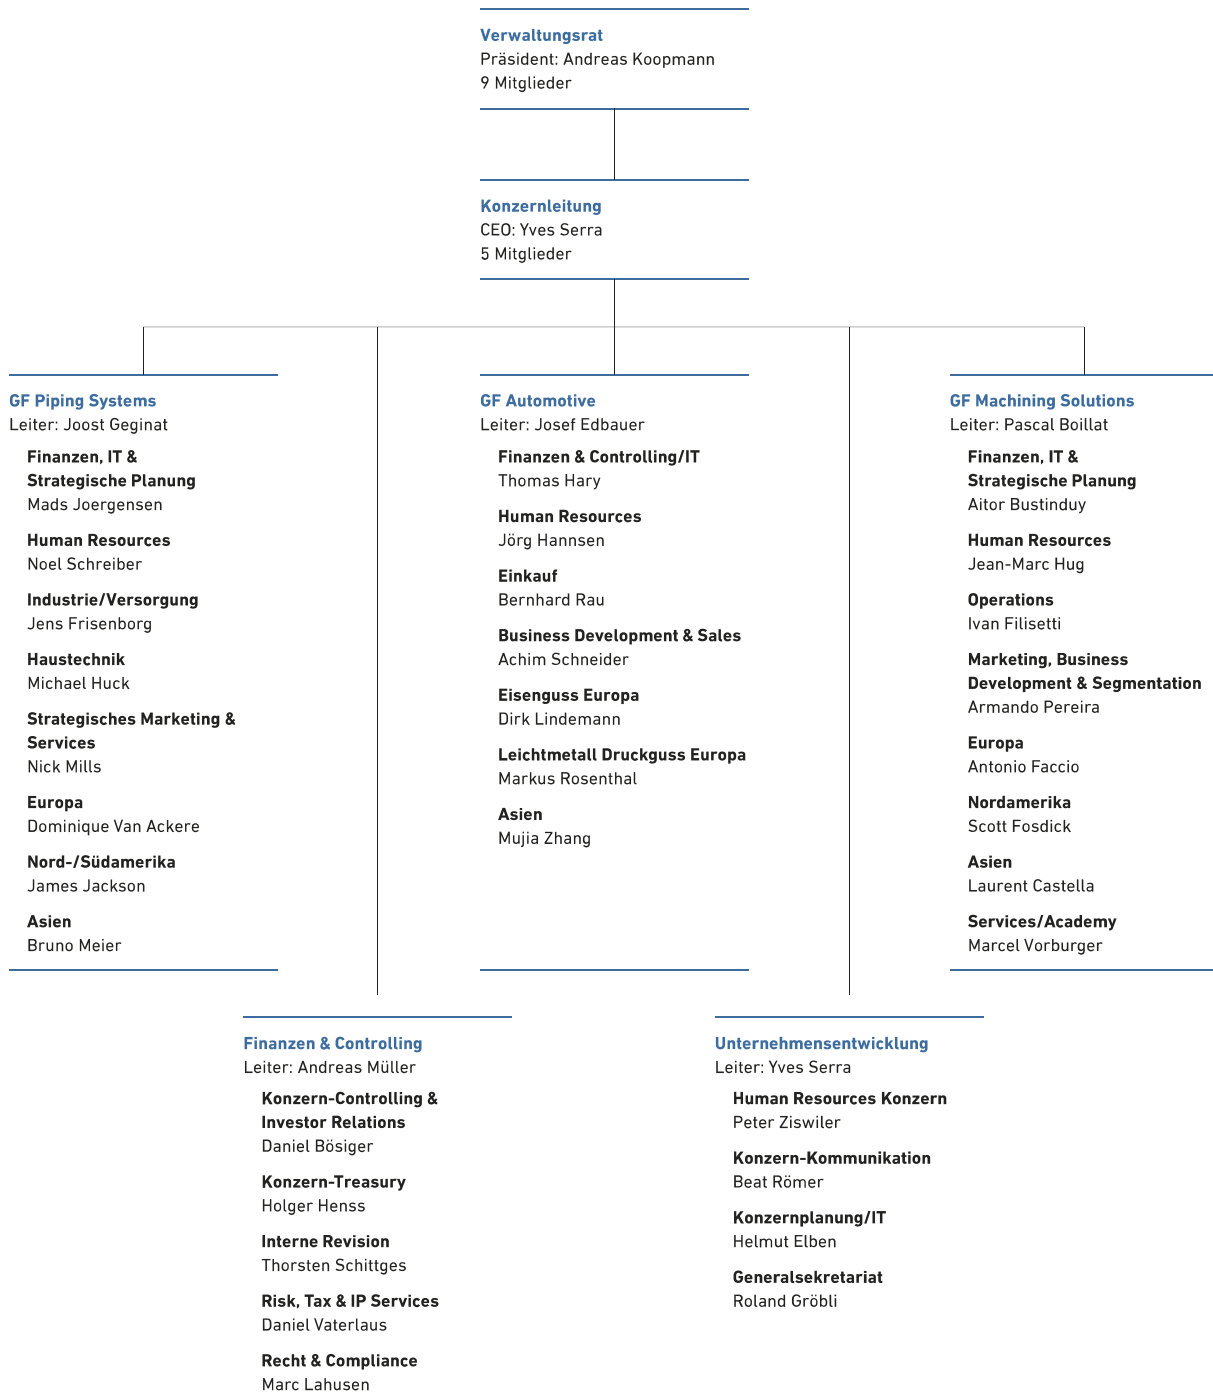 Verwaltungsrat
Präsident: Andreas Koopmann
9 Mitglieder
Konzernleitung
CEO: Yves Serra
5 Mitglieder
GF Piping Systems
Leiter: Joost Geginat
Finanzen, IT &
Strategische Planung
Mads Joergensen
Human Resources
Noel Schreiber
Industrie/Versorgung
Jens Frisenborg
Haustechnik
Michael Huck
Strategisches Marketing &
Services
Nick Mills
Europa
Dominique Van Ackere
Nord-/Südamerika
James Jackson
Asien
Bruno Meier
GF Automotive
Leiter: Josef Edbauer
Finanzen & Controlling/IT
Thomas Hary
Human Resources
Jörg Hannsen
Einkauf
Bernhard Rau
Business Development & Sales
Achim Schneider
Eisenguss Europa
Dirk Lindemann
Leichtmetall Druckguss Europa
Markus Rosenthal
Asien
Mujia Zhang
GF Machining Solutions
Leiter: Pascal Boillat
Finanzen, IT &
Strategische Planung
Aitor Bustinduy
Human Resources
Jean-Marc Hug
Operations
Ivan Filisetti
Marketing, Business
Development & Segmentation
Armando Pereira
Europa
Antonio Faccio
Nordamerika
Scott Fosdick
Asien
Laurent Castella
Services/Academy
Marcel Vorburger
Finanzen & Controlling
Leiter: Andreas Müller
Konzern-Controlling &
Investor Relations
Daniel Bösiger
Konzern-Treasury
Holger Henss
Interne Revision
Thorsten Schittges
Risk, Tax & IP Services
Daniel Vaterlaus
Recht & Compliance
Marc Lahusen
Unternehmensentwicklung
Leiter: Yves Serra
Human Resources Konzern
Peter Ziswiler
Konzern-Kommunikation
Beat Römer
Konzernplanung/IT
Helmut Elben
Generalsekretariat
Roland Gröbli